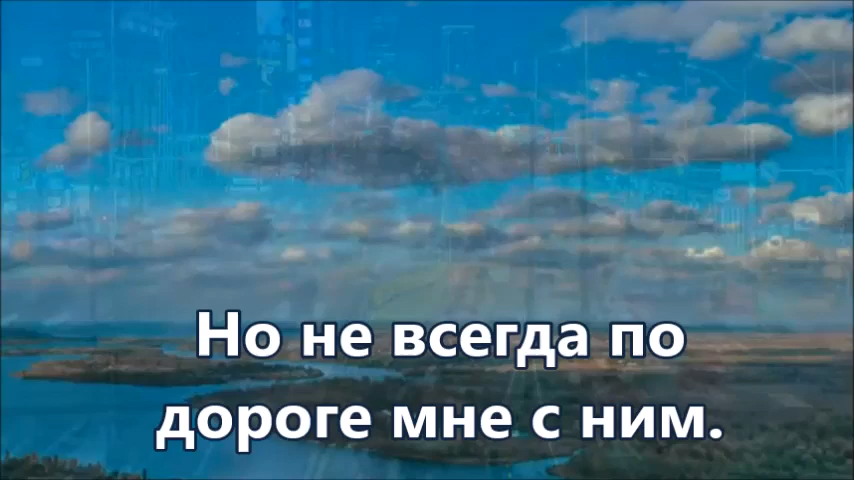 Но не всегда по
дороге мне с ним.